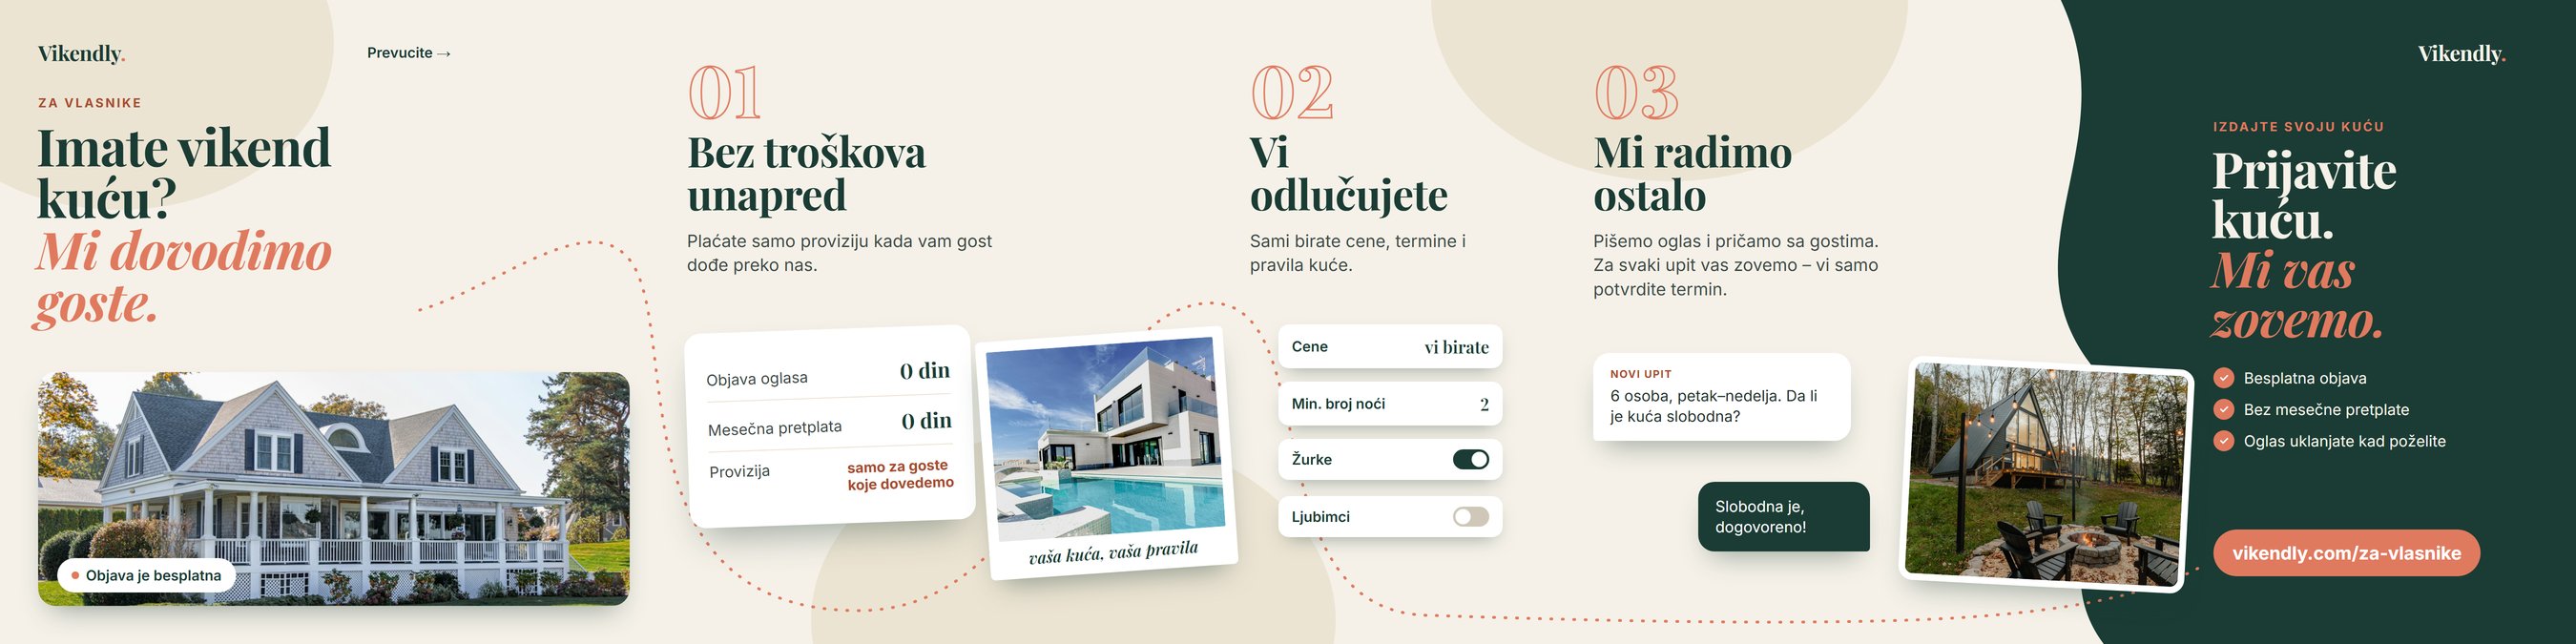 Vikendly.
Prevucite →
ZA VLASNIKE
Imate vikend
kuću?
Mi dovodimo
goste.
Objava je besplatna
01
Bez troškova
unapred
Plaćate samo proviziju kada vam gost
dođe preko nas.
Objava oglasa 0 din
Mesečna pretplata 0 din
Provizija samo za goste
koje dovedemo
vaša kuća, vaša pravila
02
Vi
odlučujete
Sami birate cene, termine i
pravila kuće.
Cene vi birate
Min. broj noći 2
Žurke
Ljubimci
03
Mi radimo
ostalo
Pišemo oglas i pričamo sa gostima.
Za svaki upit vas zovemo – vi samo
potvrdite termin.
NOVI UPIT
6 osoba, petak–nedelja. Da li
je kuća slobodna?
Slobodna je,
dogovoreno!
Vikendly.
IZDAJTE SVOJU KUĆU
Prijavite
kuću.
Mi vas
zovemo.
Besplatna objava
Bez mesečne pretplate
Oglas uklanjate kad poželite
vikendly.com/za-vlasnike